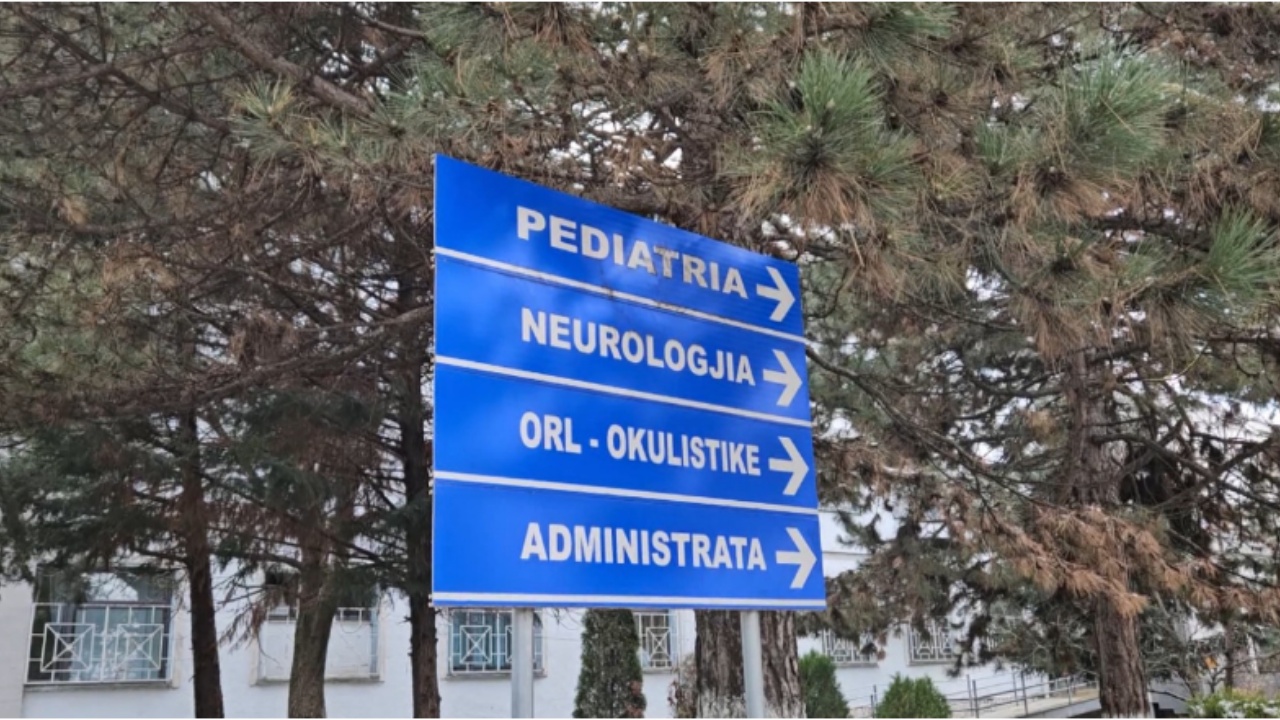 PEDIATRIA
NEUROLOGJIA
ORL - OKULISTIKE
ADMINISTRATA